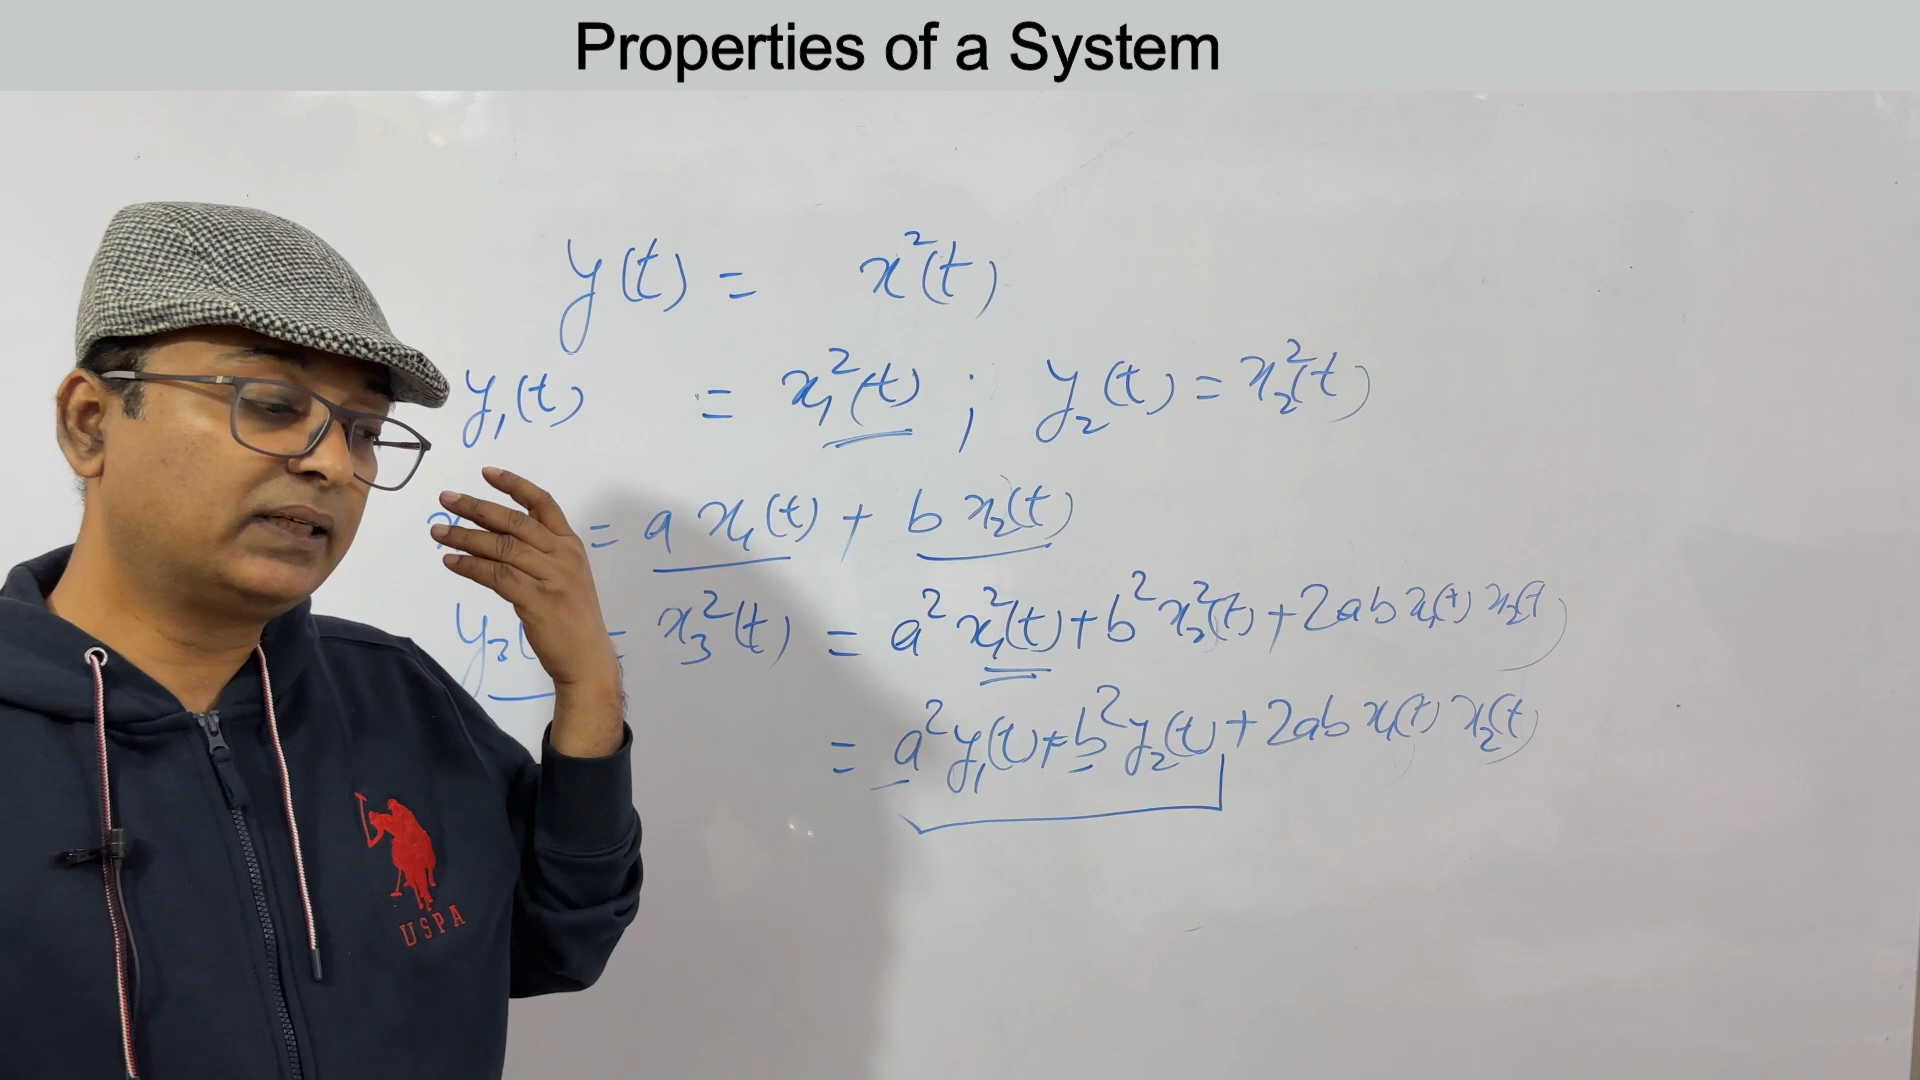 Properties of a System
y(t) = x²(t)
y₁(t) = x₁²(t) ; y₂(t) = x₂²(t)
= a x₁(t) + b x₂(t)
y₃( = x₃²(t) = a² x₁²(t) + b² x₂²(t) + 2ab x₁(t) x₂(t)
= a² y₁(t) + b² y₂(t) + 2ab x₁(t) x₂(t)
USPA